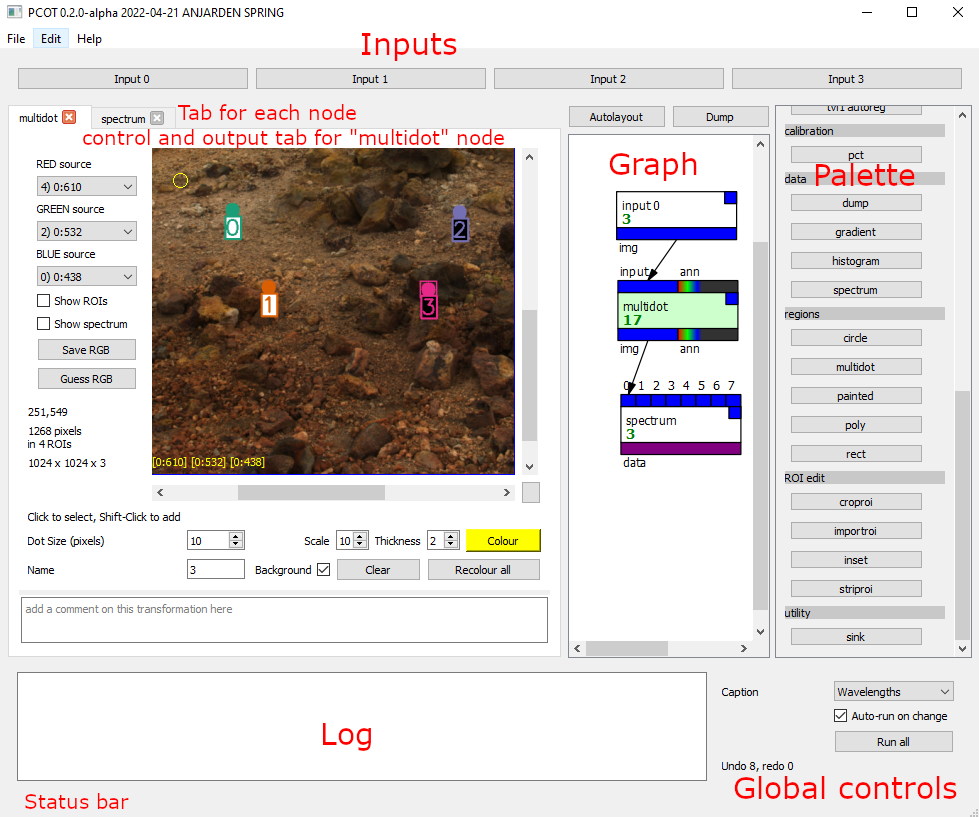 PCOT 0.2.0-alpha 2022-04-21 ANJARDEN SPRING
File Edit Help
Inputs
Input 0 Input 1 Input 2 Input 3
multidot spectrum
Tab for each node
control and output tab for "multidot" node
RED source
4) 0:610
GREEN source
2) 0:532
BLUE source
0) 0:438
Show ROIs
Show spectrum
Save RGB
Guess RGB
251,549
1268 pixels
in 4 ROIs
1024 x 1024 x 3
0
2
1
3
[0:610] [0:532] [0:438]
Click to select, Shift-Click to add
Dot Size (pixels) 10 Scale 10 Thickness 2 Colour
Name 3 Background Clear Recolour all
add a comment on this transformation here
Autolayout Dump
Graph
input 0
3
img
input ann
multidot
17
img ann
0 1 2 3 4 5 6 7
spectrum
3
data
tvl1 autoreg
calibration
pct
Palette
data
dump
gradient
histogram
spectrum
regions
circle
multidot
painted
poly
rect
ROI edit
croproi
importroi
inset
striproi
utility
sink
Log
Status bar
Caption Wavelengths
Auto-run on change
Run all
Undo 8, redo 0
Global controls